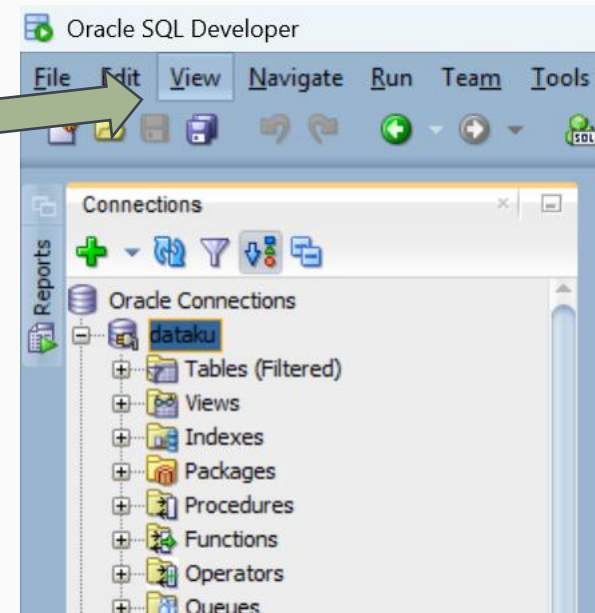 Oracle SQL Developer
File Edit View Navigate Run Team Tools
SQL
Connections
Reports
Oracle Connections
dataku
Tables (Filtered)
Views
Indexes
Packages
Procedures
Functions
Operators
Queues